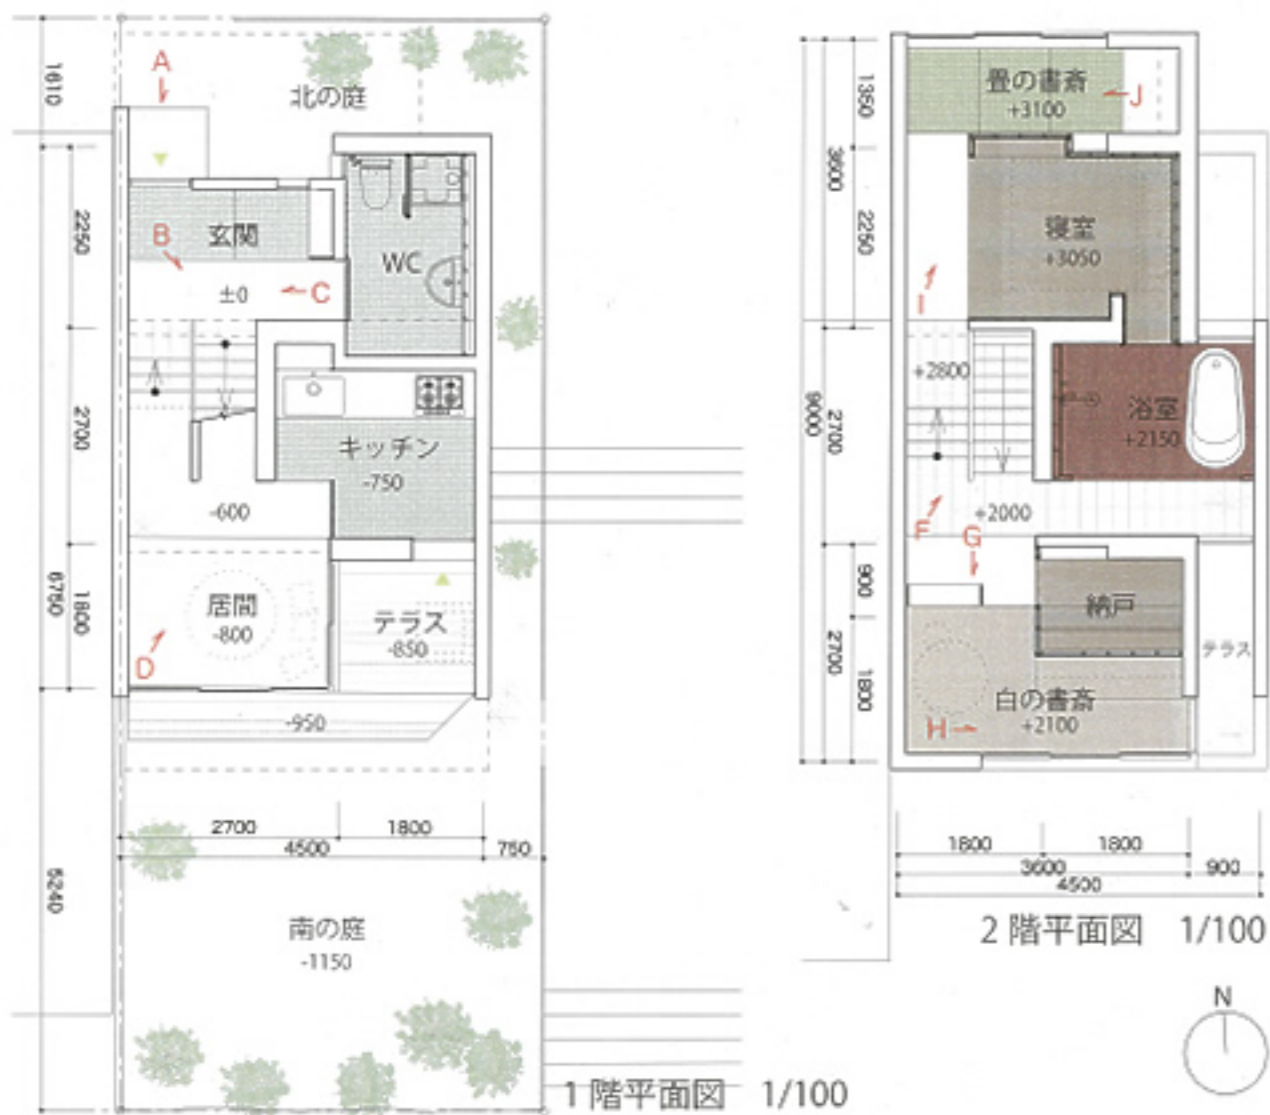 A
北の庭
1610
玄関
B
WC
2250
±0
C
キッチン
-750
2700
-600
居間
-800
テラス
-850
D
6750
1800
-950
2700
1800
4500
750
5240
南の庭
-1150
1階平面図 1/100
畳の書斎
+3100
J
1350
3600
2250
寝室
+3050
I
+2800
浴室
+2150
9000
2700
F
+2000
G
900
納戸
テラス
2700
1800
白の書斎
+2100
H
1800
1800
3600
900
4500
2階平面図 1/100
N